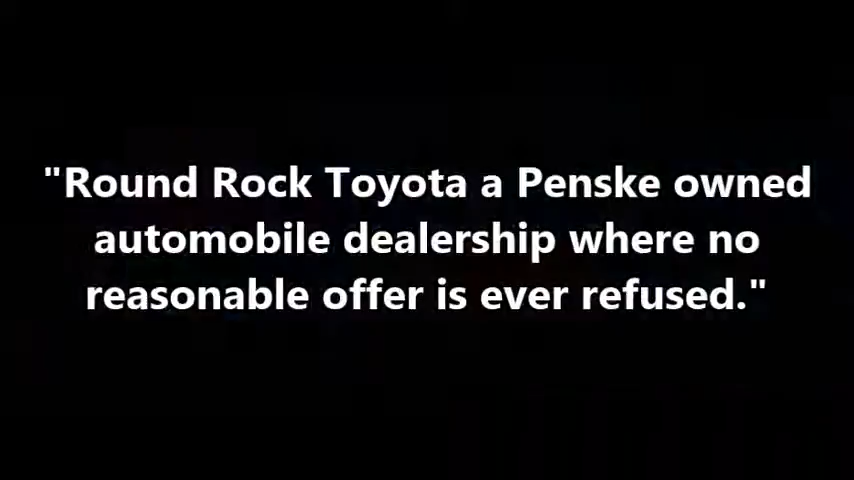 "Round Rock Toyota a Penske owned
automobile dealership where no
reasonable offer is ever refused."